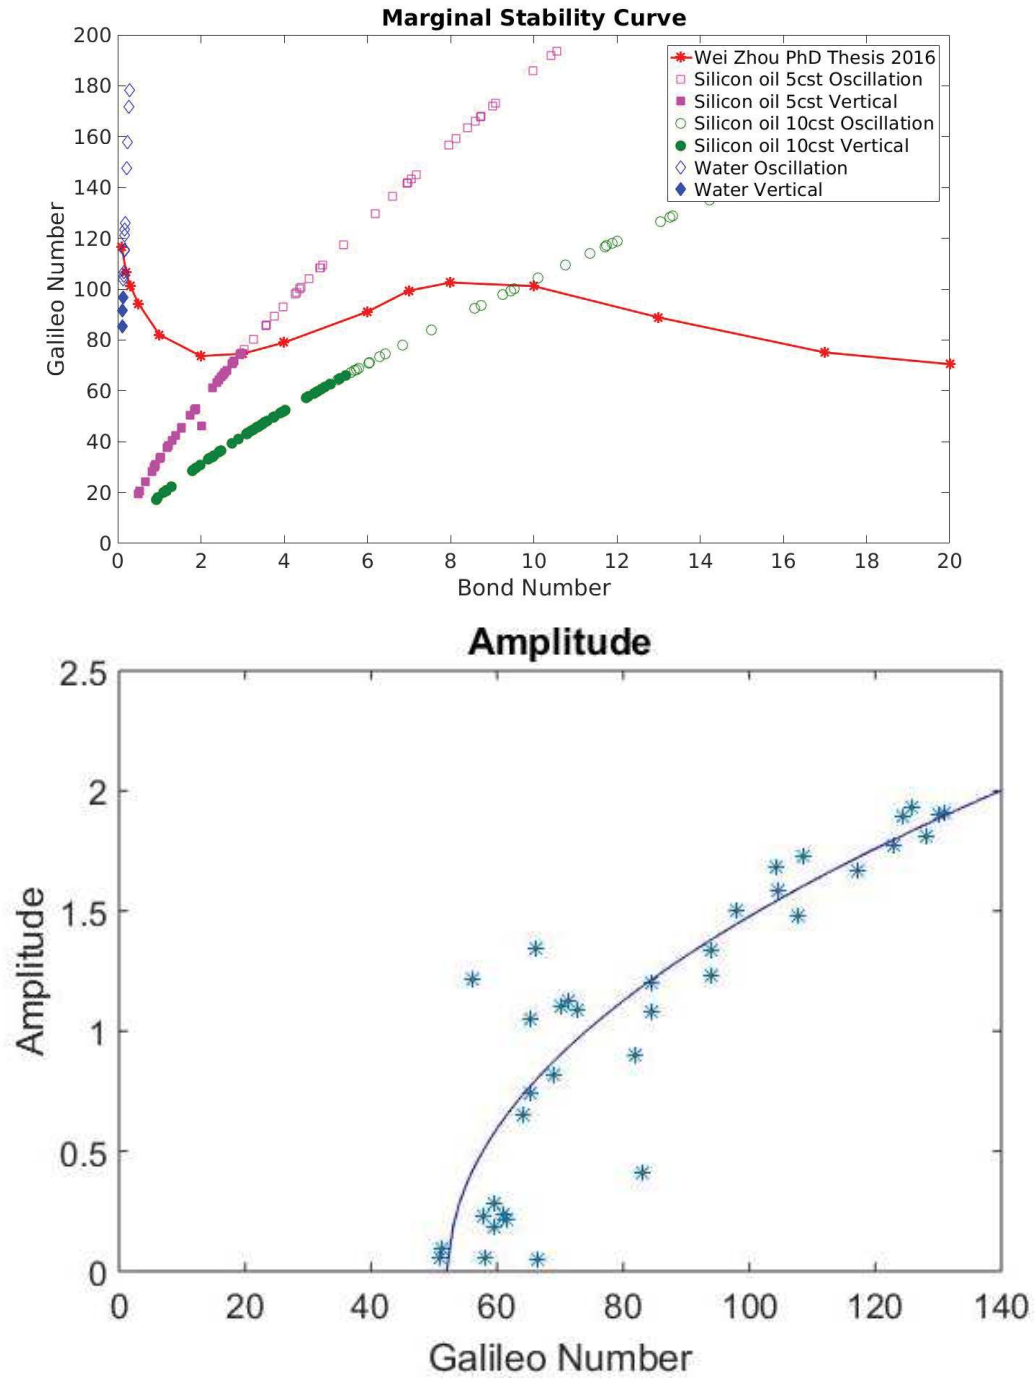 Marginal Stability Curve
200
180
160
140
120
100
80
60
40
20
0
Galileo Number
Wei Zhou PhD Thesis 2016
Silicon oil 5cst Oscillation
Silicon oil 5cst Vertical
Silicon oil 10cst Oscillation
Silicon oil 10cst Vertical
Water Oscillation
Water Vertical
0 2 4 6 8 10 12 14 16 18 20
Bond Number
Amplitude
2.5
2
1.5
1
0.5
0
Amplitude
0 20 40 60 80 100 120 140
Galileo Number